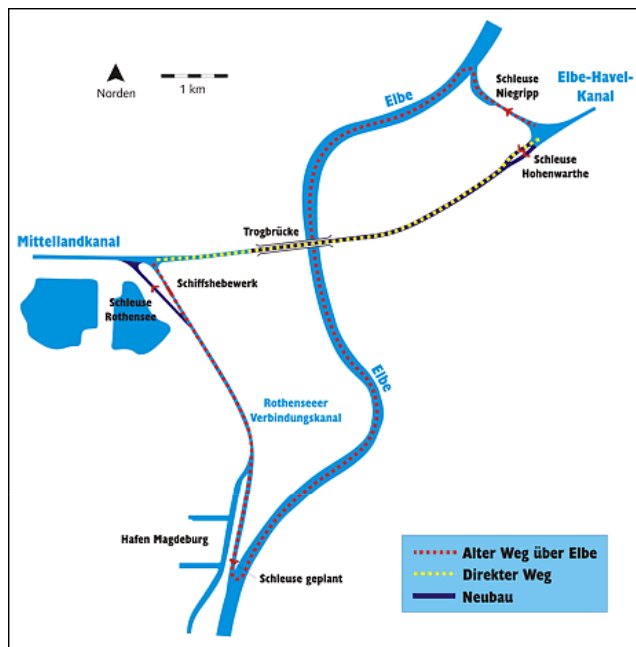 Norden
1 km
Elbe
Schleuse
Niegripp
Elbe-Havel-
Kanal
Schleuse
Hohenwarthe
Trogbrücke
Mittellandkanal
Schiffshebewerk
Schleuse
Rothensee
Elbe
Rothenseeer
Verbindungskanal
Hafen Magdeburg
Schleuse geplant
Alter Weg über Elbe
Direkter Weg
Neubau